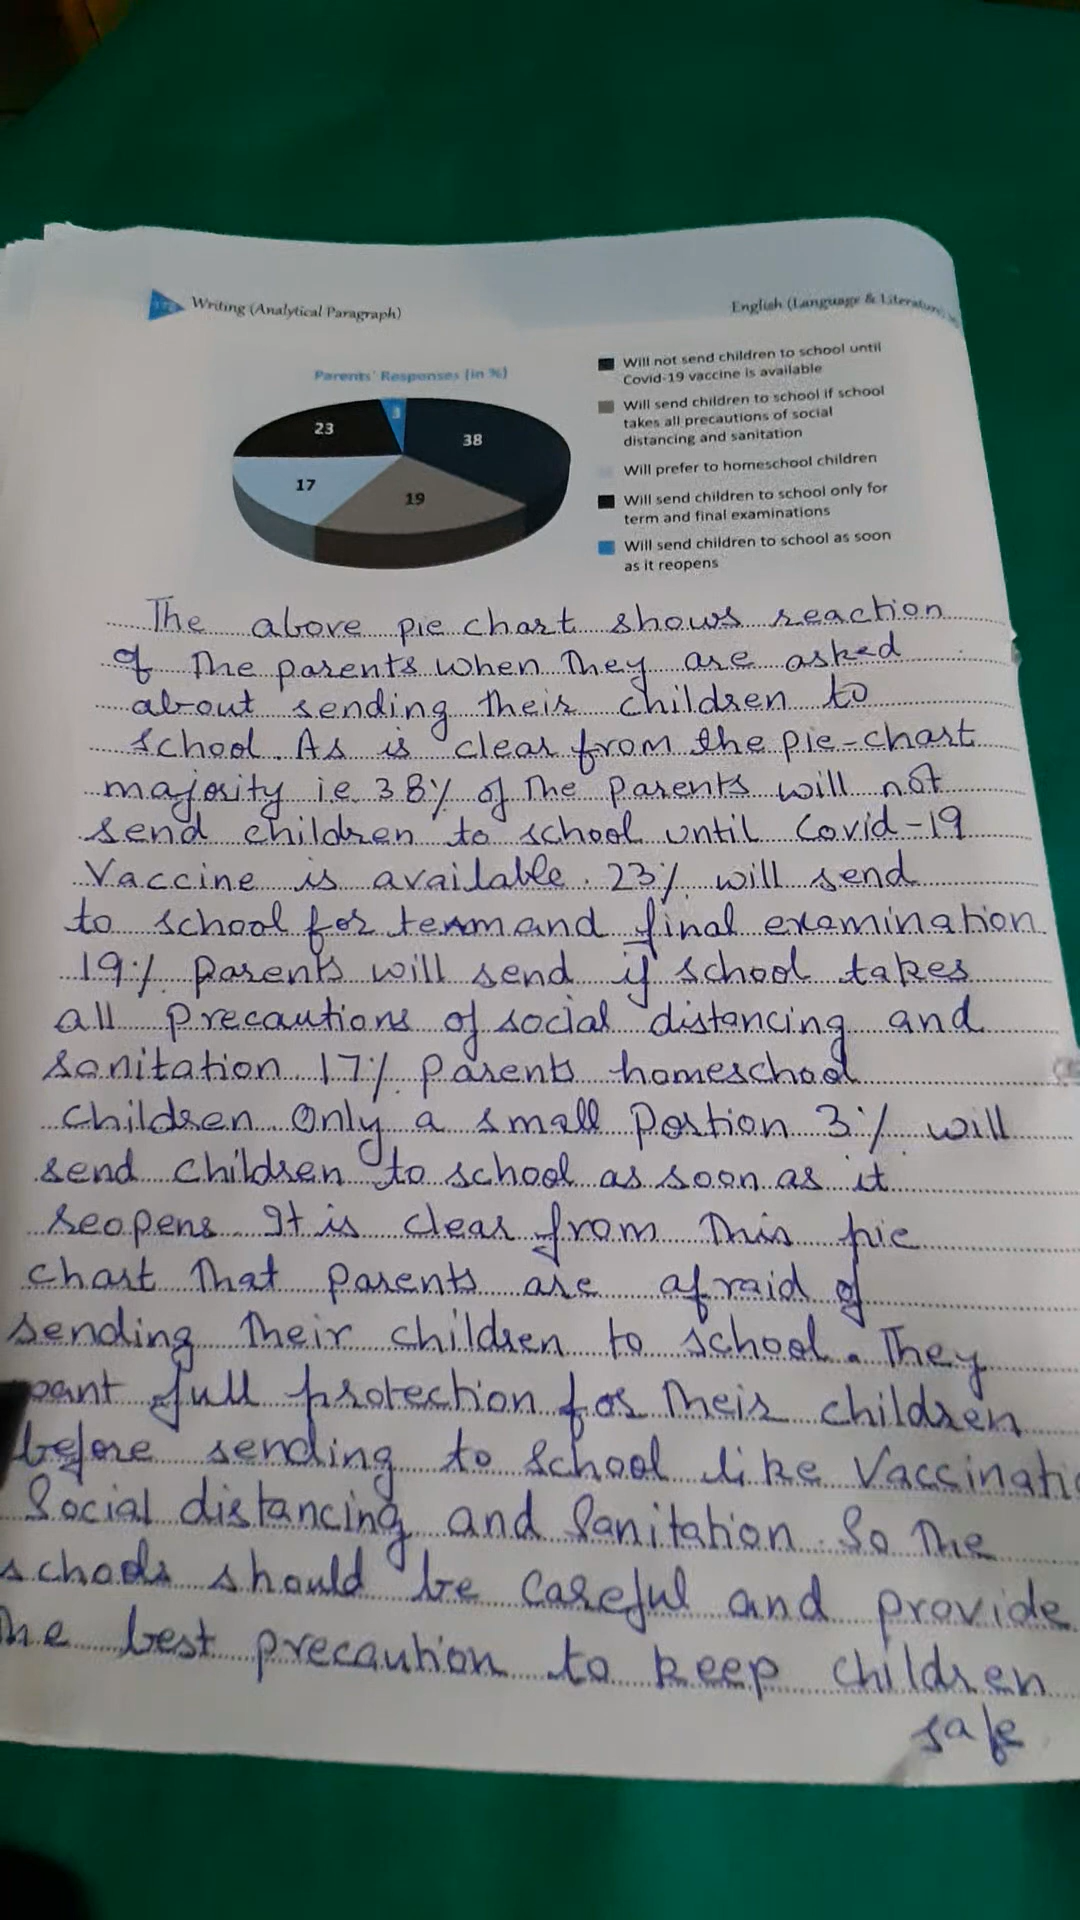 Writing (Analytical Paragraph)
English (Language & Literature)
Parents' Responses (in %)
3
23
38
17
19
Will not send children to school until
Covid-19 vaccine is available
Will send children to school if school
takes all precautions of social
distancing and sanitation
Will prefer to homeschool children
Will send children to school only for
term and final examinations
Will send children to school as soon
as it reopens
The above pie chart shows reaction
of the parents when they are asked
about sending their children to
school. As is clear from the pie-chart
majority i.e. 38% of the parents will not
send children to school until Covid-19
Vaccine is available. 23% will send
to school for term and final examination
19% parents will send if school takes
all precautions of social distancing and
sanitation. 17% parents homeschool
children. Only a small portion 3% will
send children to school as soon as it
reopens. It is clear from this pie
chart that parents are afraid of
sending their children to school. They
want full protection for their children
before sending to school like Vaccinatio
Social distancing and Sanitation. So the
schools should be careful and provide
the best precaution to keep children
safe